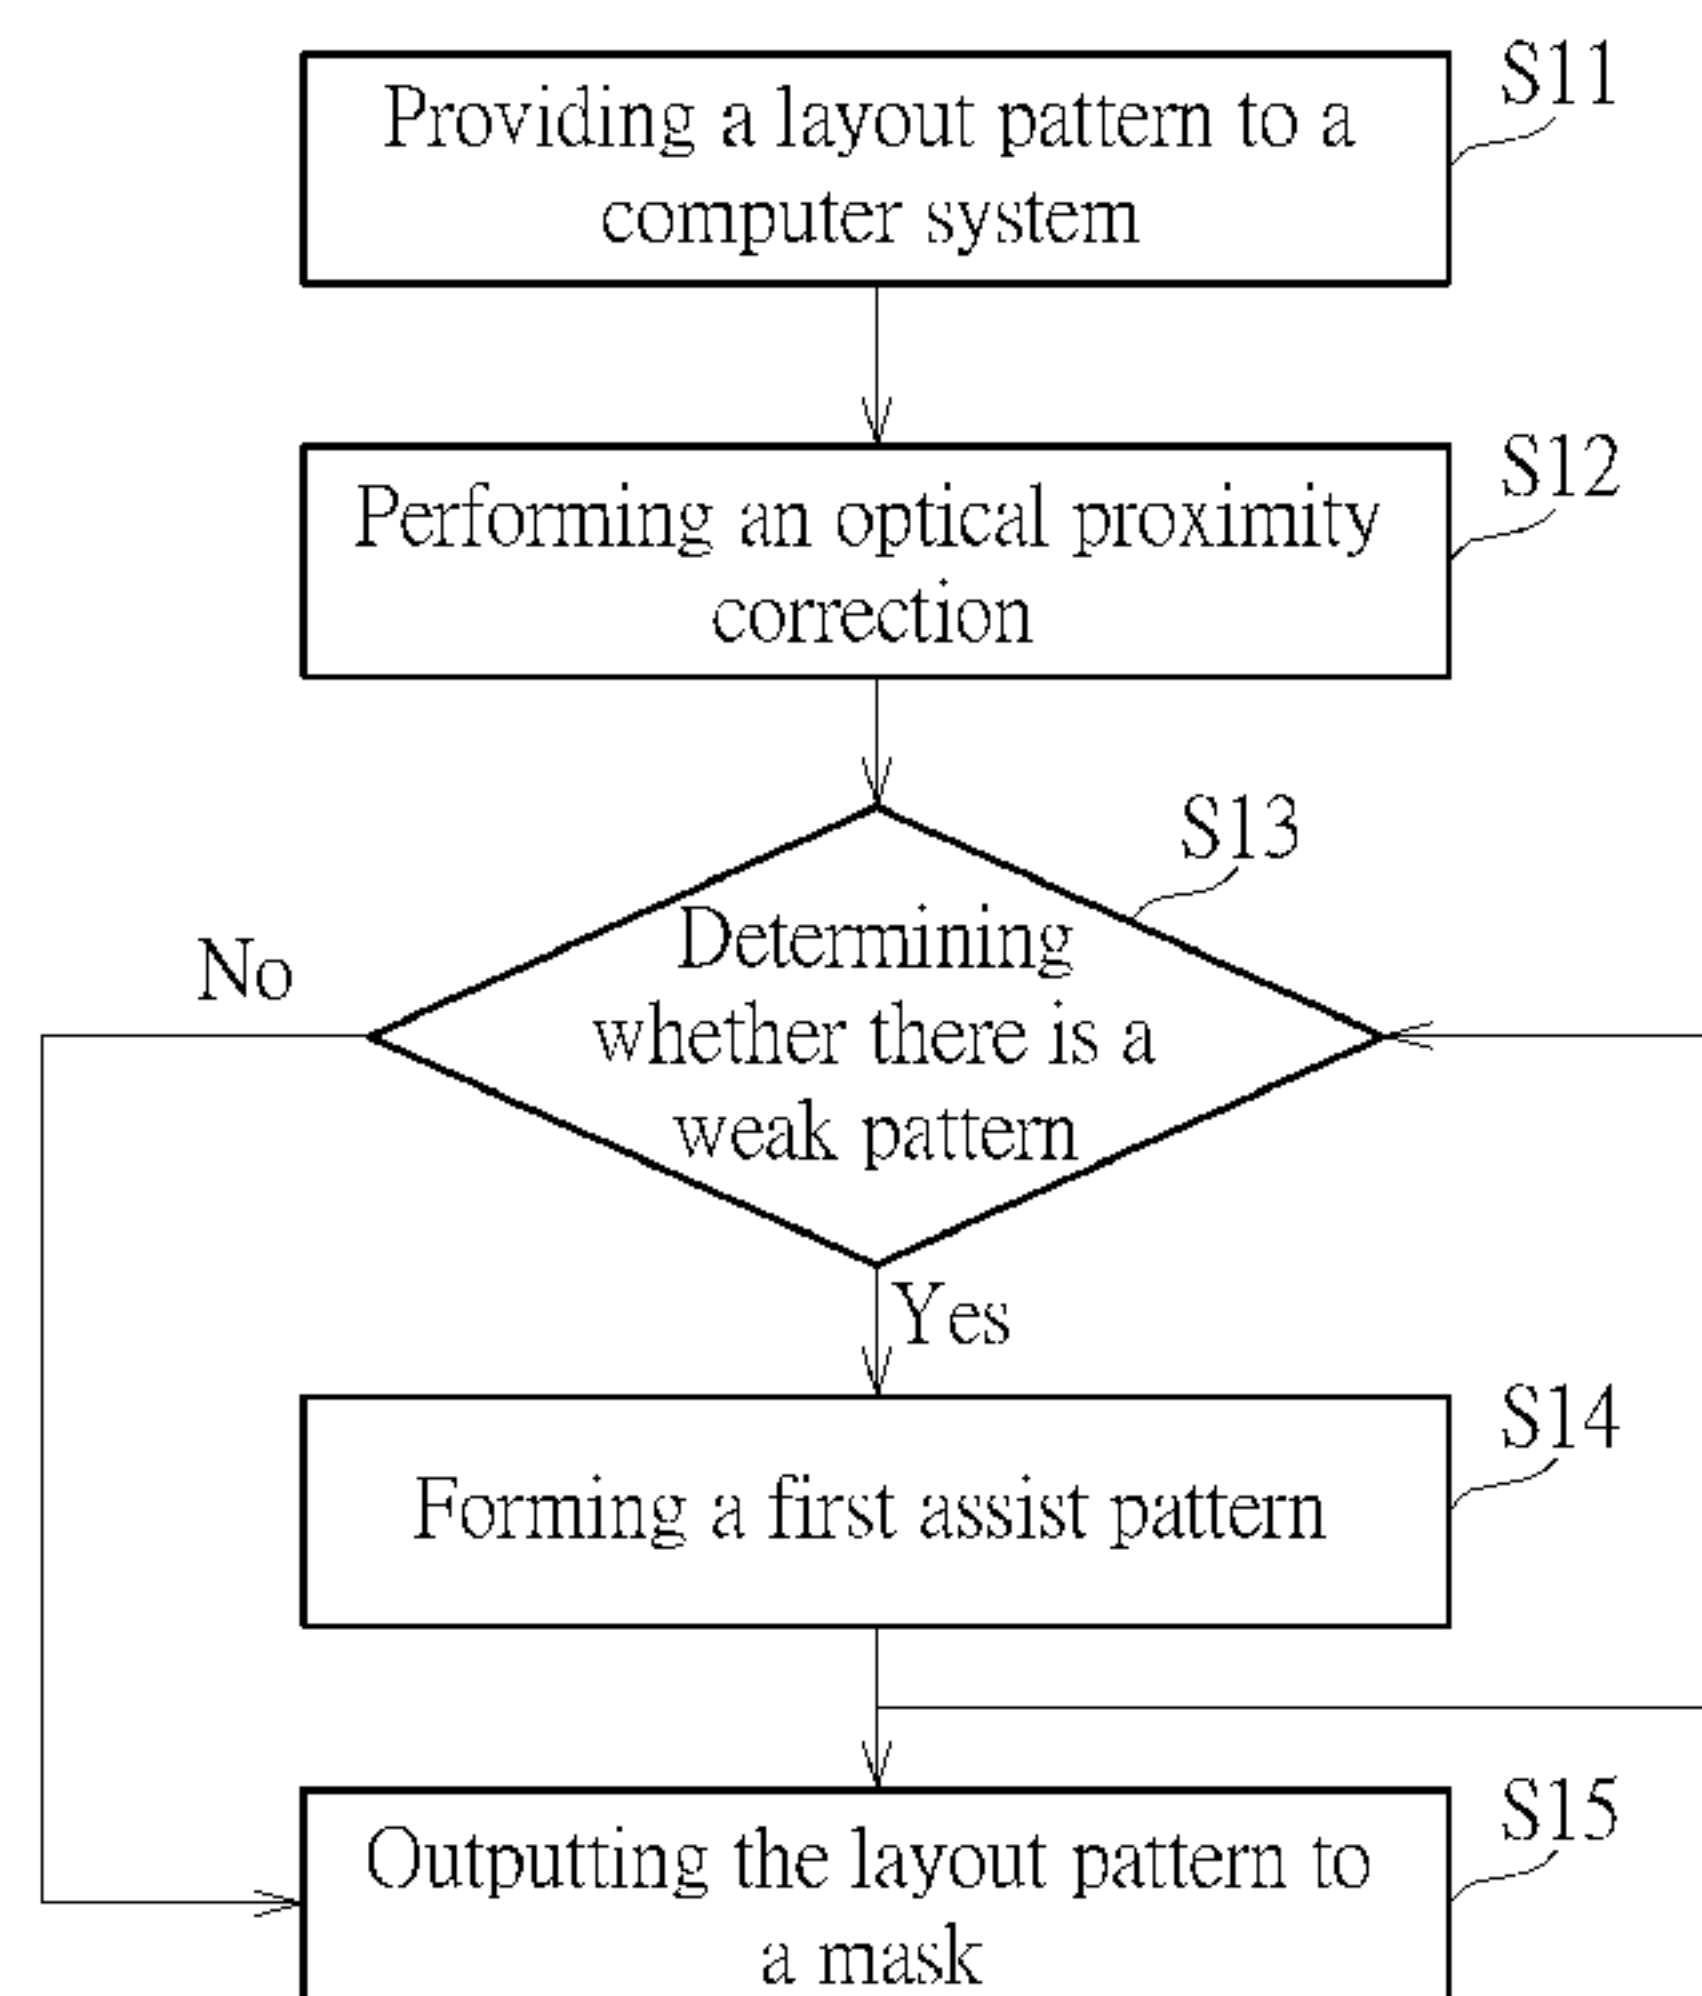 S11
Providing a layout pattern to a
computer system
S12
Performing an optical proximity
correction
S13
Determining
whether there is a
weak pattern
No
Yes
S14
Forming a first assist pattern
S15
Outputting the layout pattern to
a mask